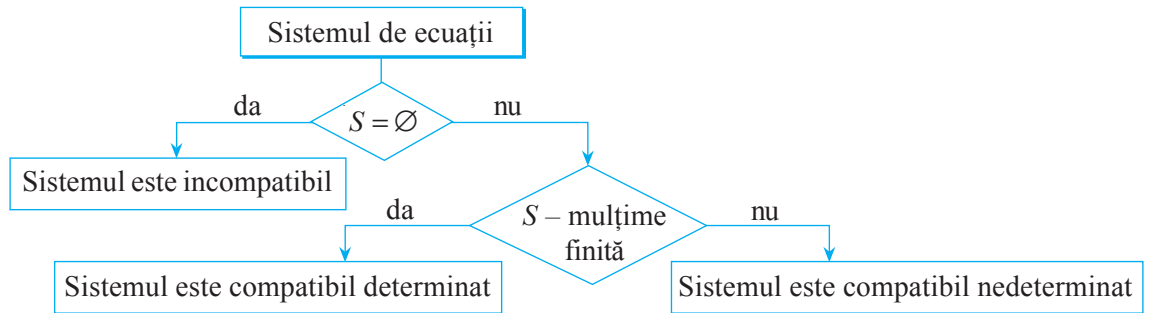 Sistemul de ecuații
da
S = ∅
nu
Sistemul este incompatibil
da
S – mulțime
finită
nu
Sistemul este compatibil determinat
Sistemul este compatibil nedeterminat